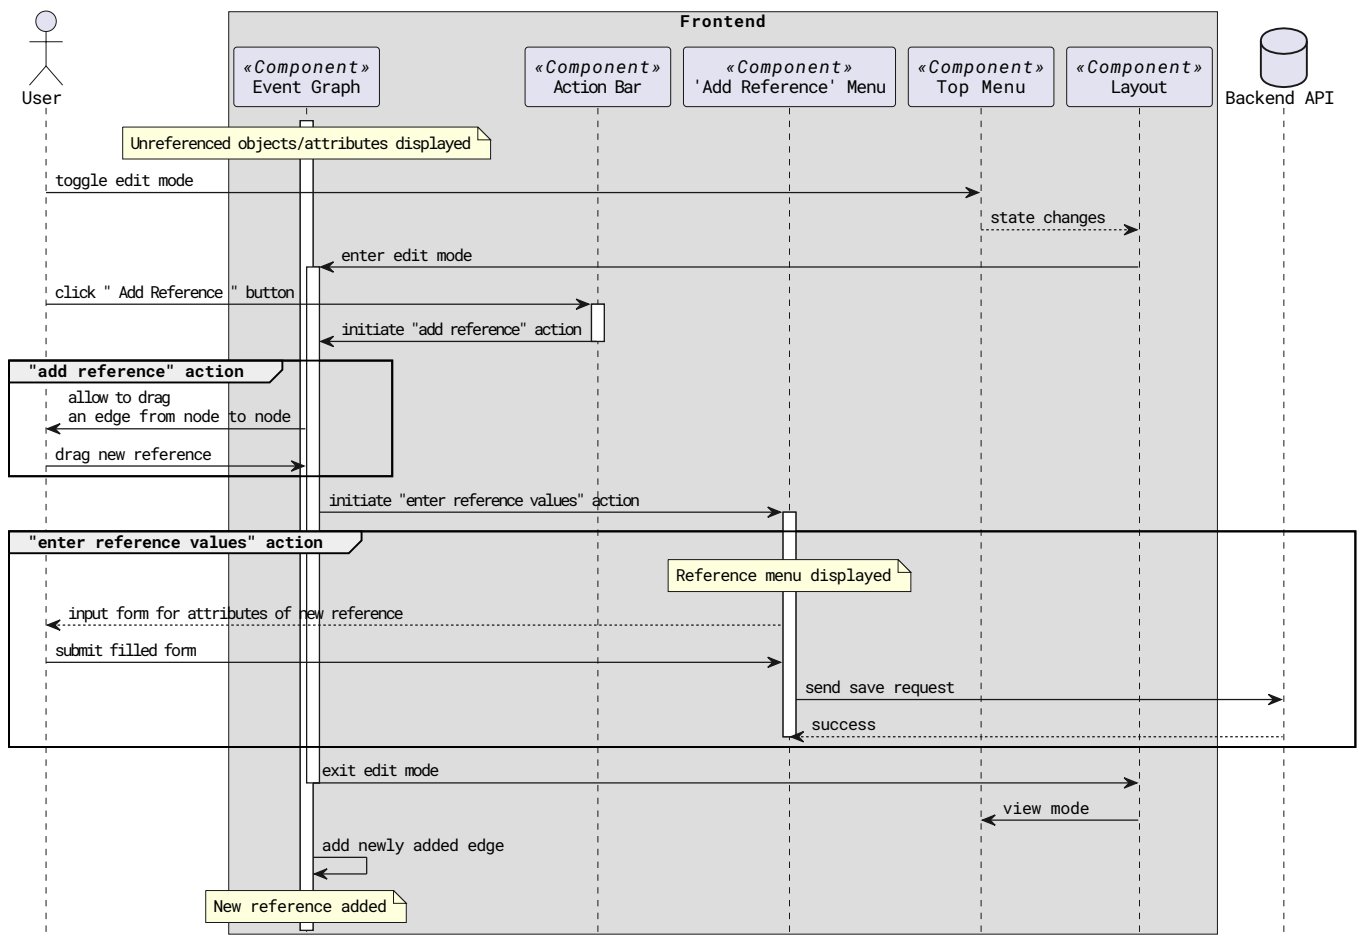 Frontend
«Component»
Event Graph
«Component»
Action Bar
«Component»
'Add Reference' Menu
«Component»
Top Menu
«Component»
Layout
User
Backend API
Unreferenced objects/attributes displayed
toggle edit mode
state changes
enter edit mode
click " Add Reference " button
initiate "add reference" action
"add reference" action
allow to drag
an edge from node to node
drag new reference
initiate "enter reference values" action
"enter reference values" action
Reference menu displayed
input form for attributes of new reference
submit filled form
send save request
success
exit edit mode
view mode
add newly added edge
New reference added